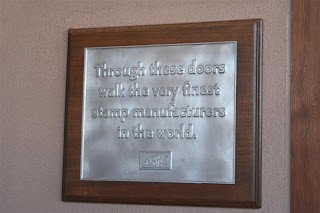 Through these doors
walk the very finest
stamp manufacturers
in the world.